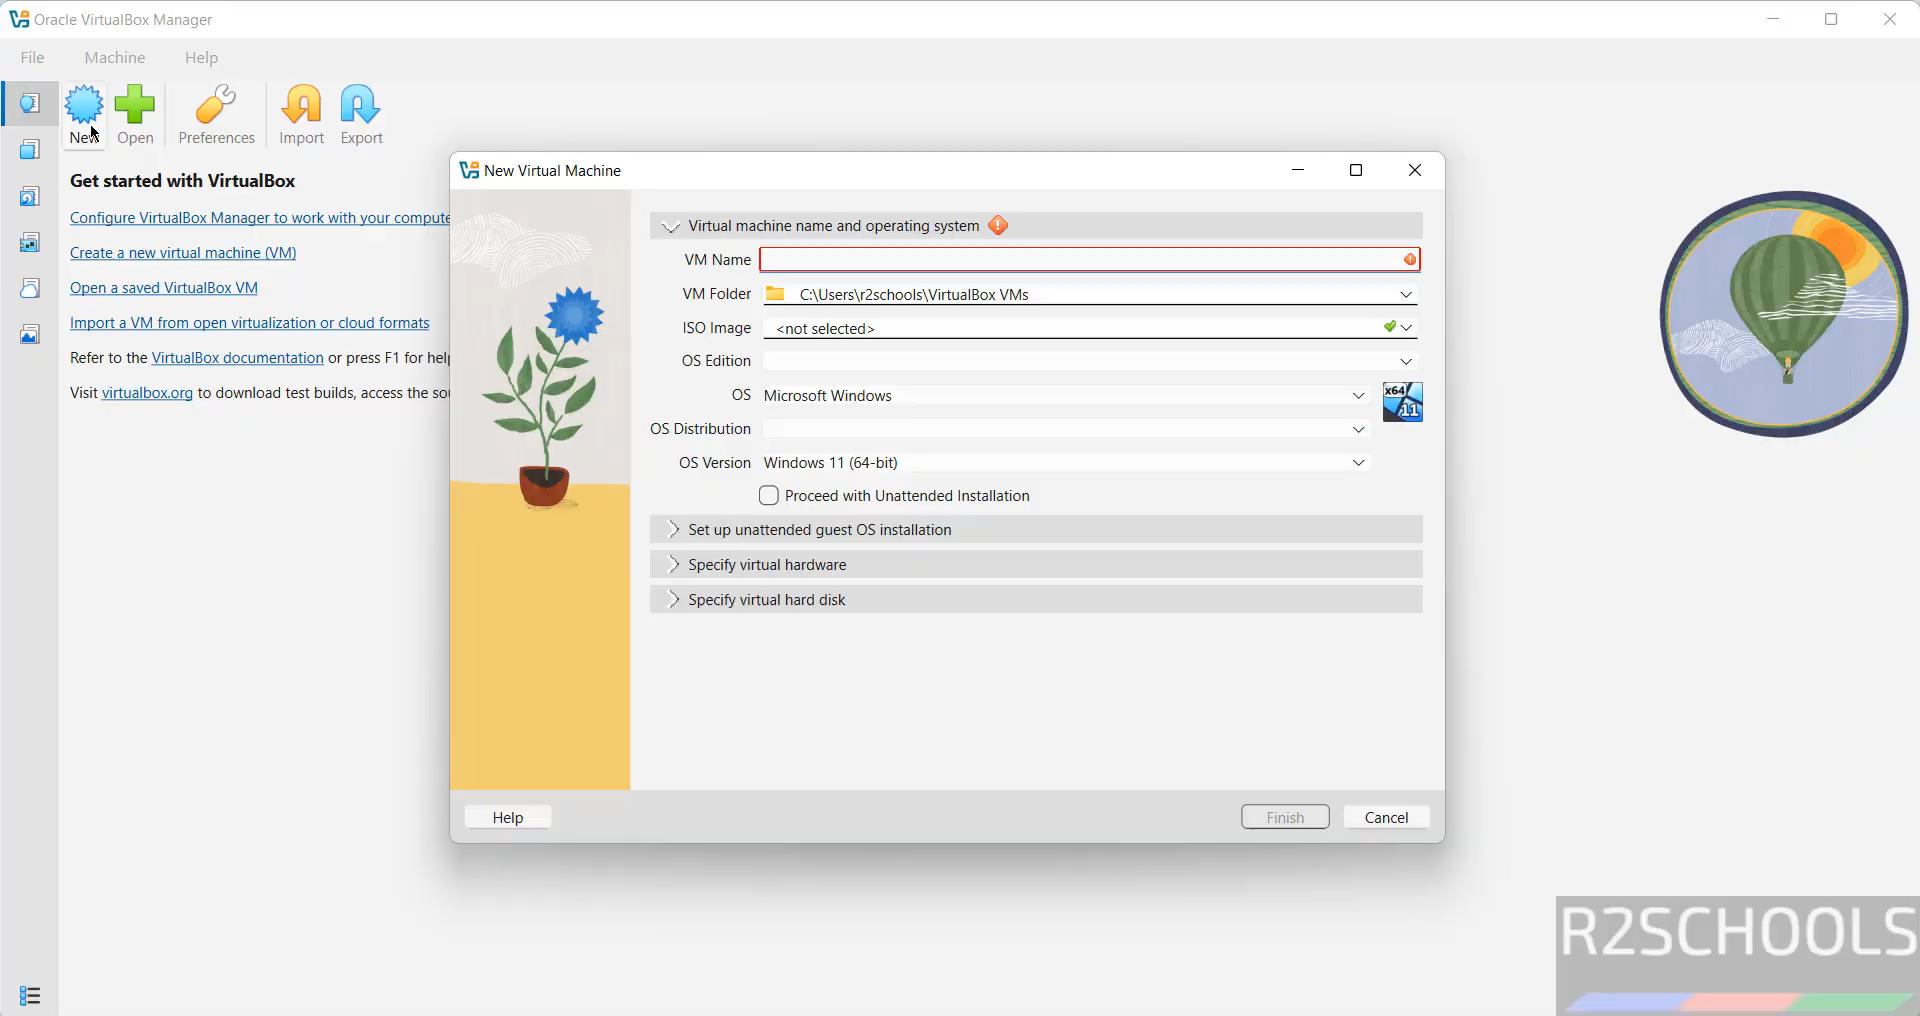 Oracle VirtualBox Manager
File Machine Help
New Open Preferences Import Export
Get started with VirtualBox
Configure VirtualBox Manager to work with your compute
Create a new virtual machine (VM)
Open a saved VirtualBox VM
Import a VM from open virtualization or cloud formats
Refer to the VirtualBox documentation or press F1 for help
Visit virtualbox.org to download test builds, access the so
New Virtual Machine
Virtual machine name and operating system
VM Name
VM Folder C:\Users\r2schools\VirtualBox VMs
ISO Image <not selected>
OS Edition
OS Microsoft Windows
x64
11
OS Distribution
OS Version Windows 11 (64-bit)
Proceed with Unattended Installation
Set up unattended guest OS installation
Specify virtual hardware
Specify virtual hard disk
Help Finish Cancel
R2SCHOOLS